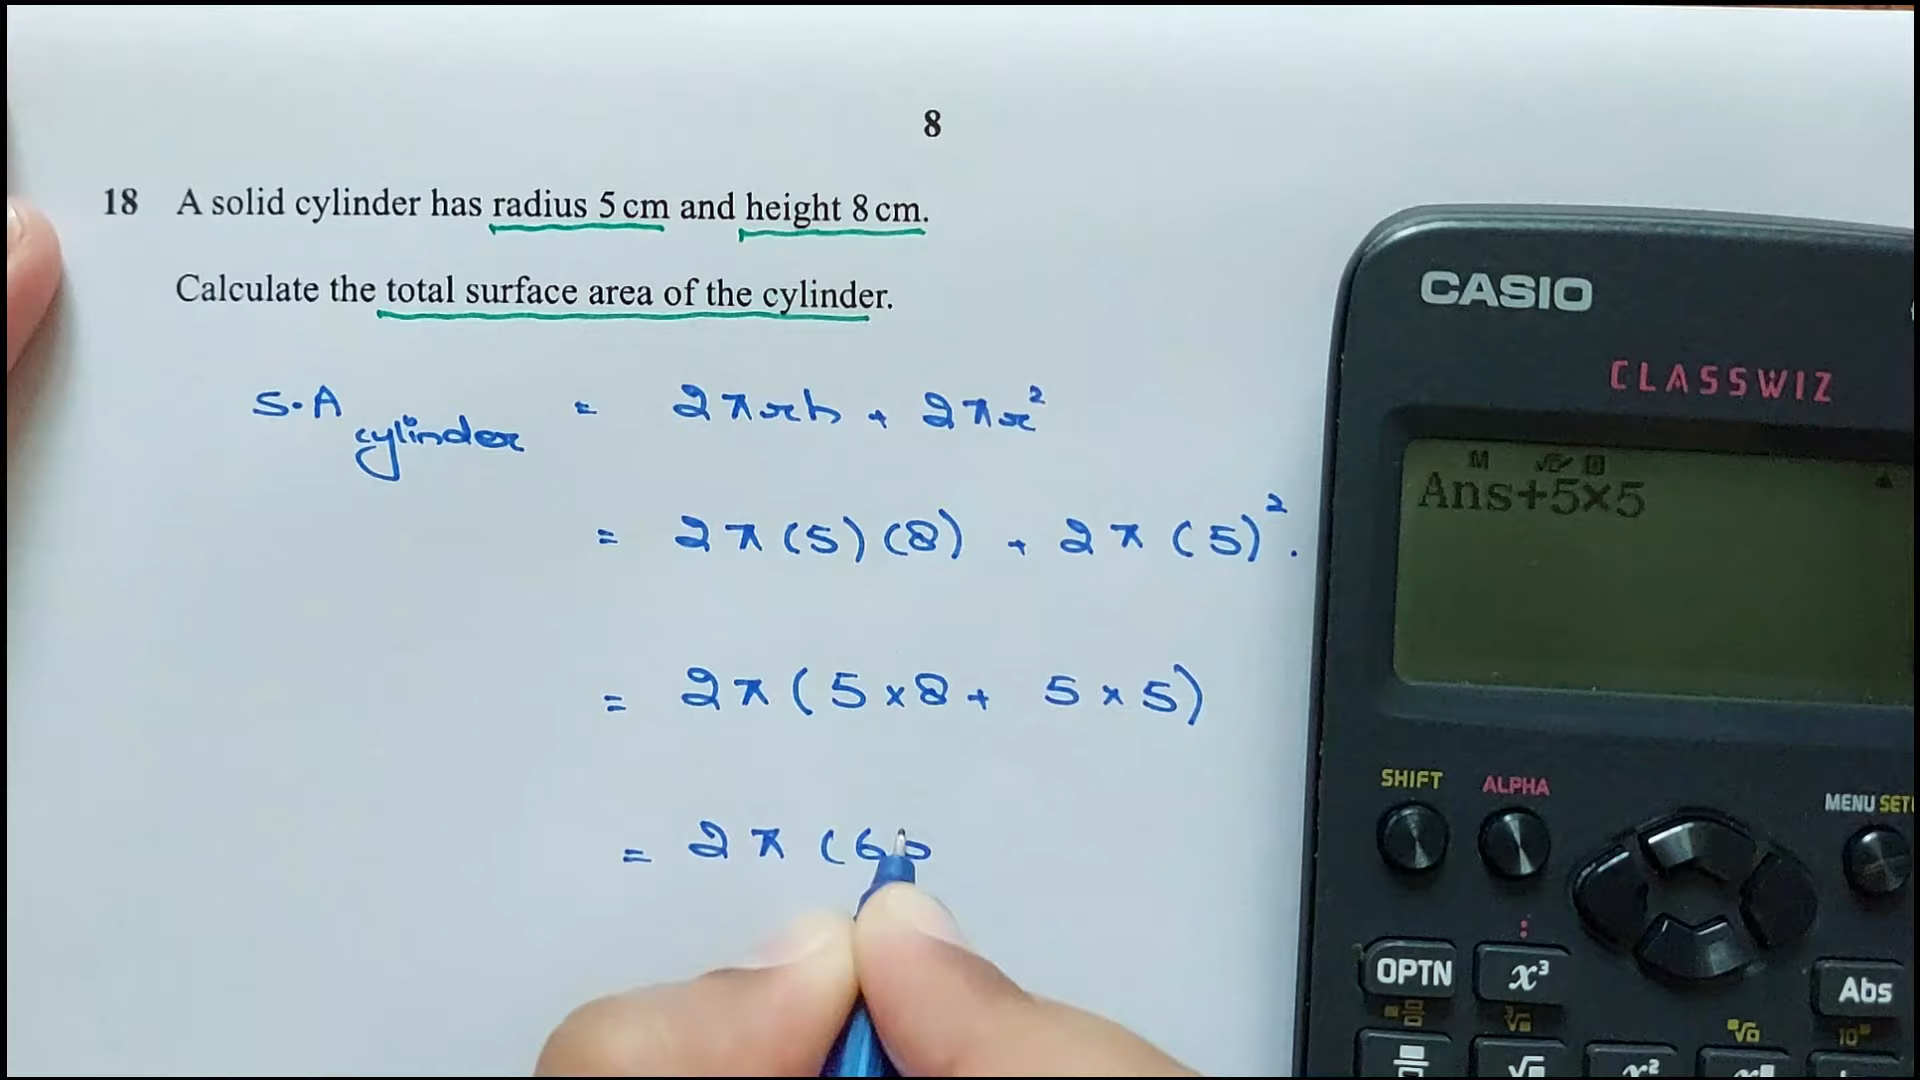 8
18 A solid cylinder has radius 5 cm and height 8 cm.
Calculate the total surface area of the cylinder.
S.A cylinder = 2πrh + 2πr²
= 2π(5)(8) + 2π(5)².
= 2π(5×8+ 5×5)
= 2π(65
CASIO
CLASSWIZ
M √□/ D ▲
Ans+5×5
SHIFT ALPHA
MENU SET
:
OPTN x³ Abs